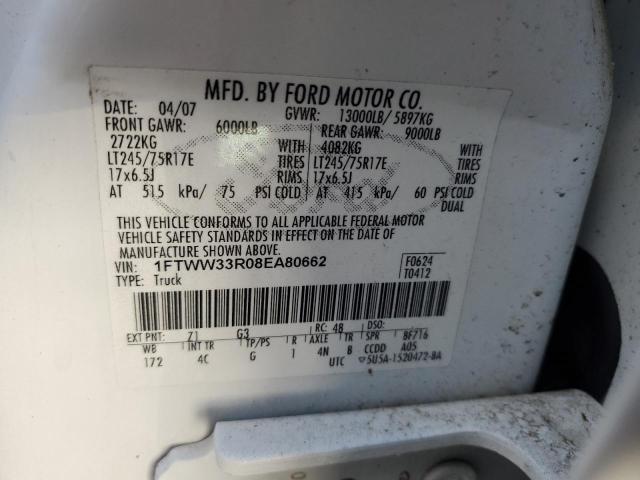 MFD. BY FORD MOTOR CO.
DATE: 04/07 GVWR: 13000LB/ 5897KG
FRONT GAWR: 6000LB REAR GAWR: 9000LB
2722KG WITH 4082KG WITH
LT245/75R17E TIRES LT245/75R17E TIRES
17x6.5J RIMS 17x6.5J RIMS
AT 515 kPa/ 75 PSI COLD AT 415 kPa/ 60 PSI COLD
DUAL
THIS VEHICLE CONFORMS TO ALL APPLICABLE FEDERAL MOTOR
VEHICLE SAFETY STANDARDS IN EFFECT ON THE DATE OF
MANUFACTURE SHOWN ABOVE.
VIN: 1FTWW33R08EA80662 F0624
TYPE: Truck T0412
EXT PNT: Z1 G3 RC: 48 DSO:
WB INT TR TP/PS R AXLE TR SPR BF716
172 4C G 1 4N B CCDD A05
UTC 5U5A-1520472-BA